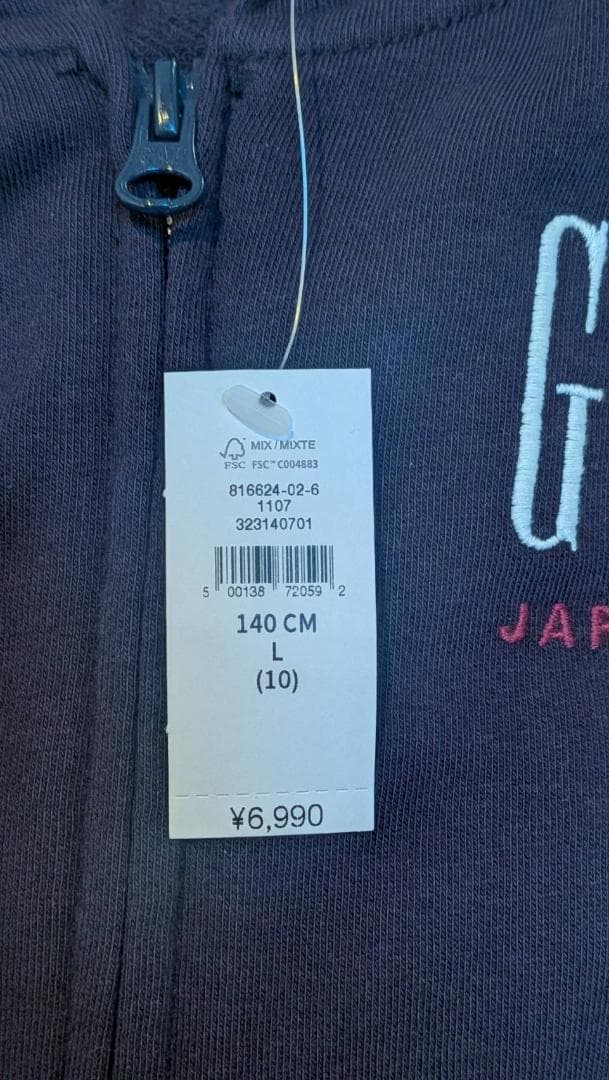 MIX/MIXTE
FSC FSC™ C004883
816624-02-6
1107
323140701
5 00138 72059 2
140 CM
L
(10)
¥6,990
G
JAP